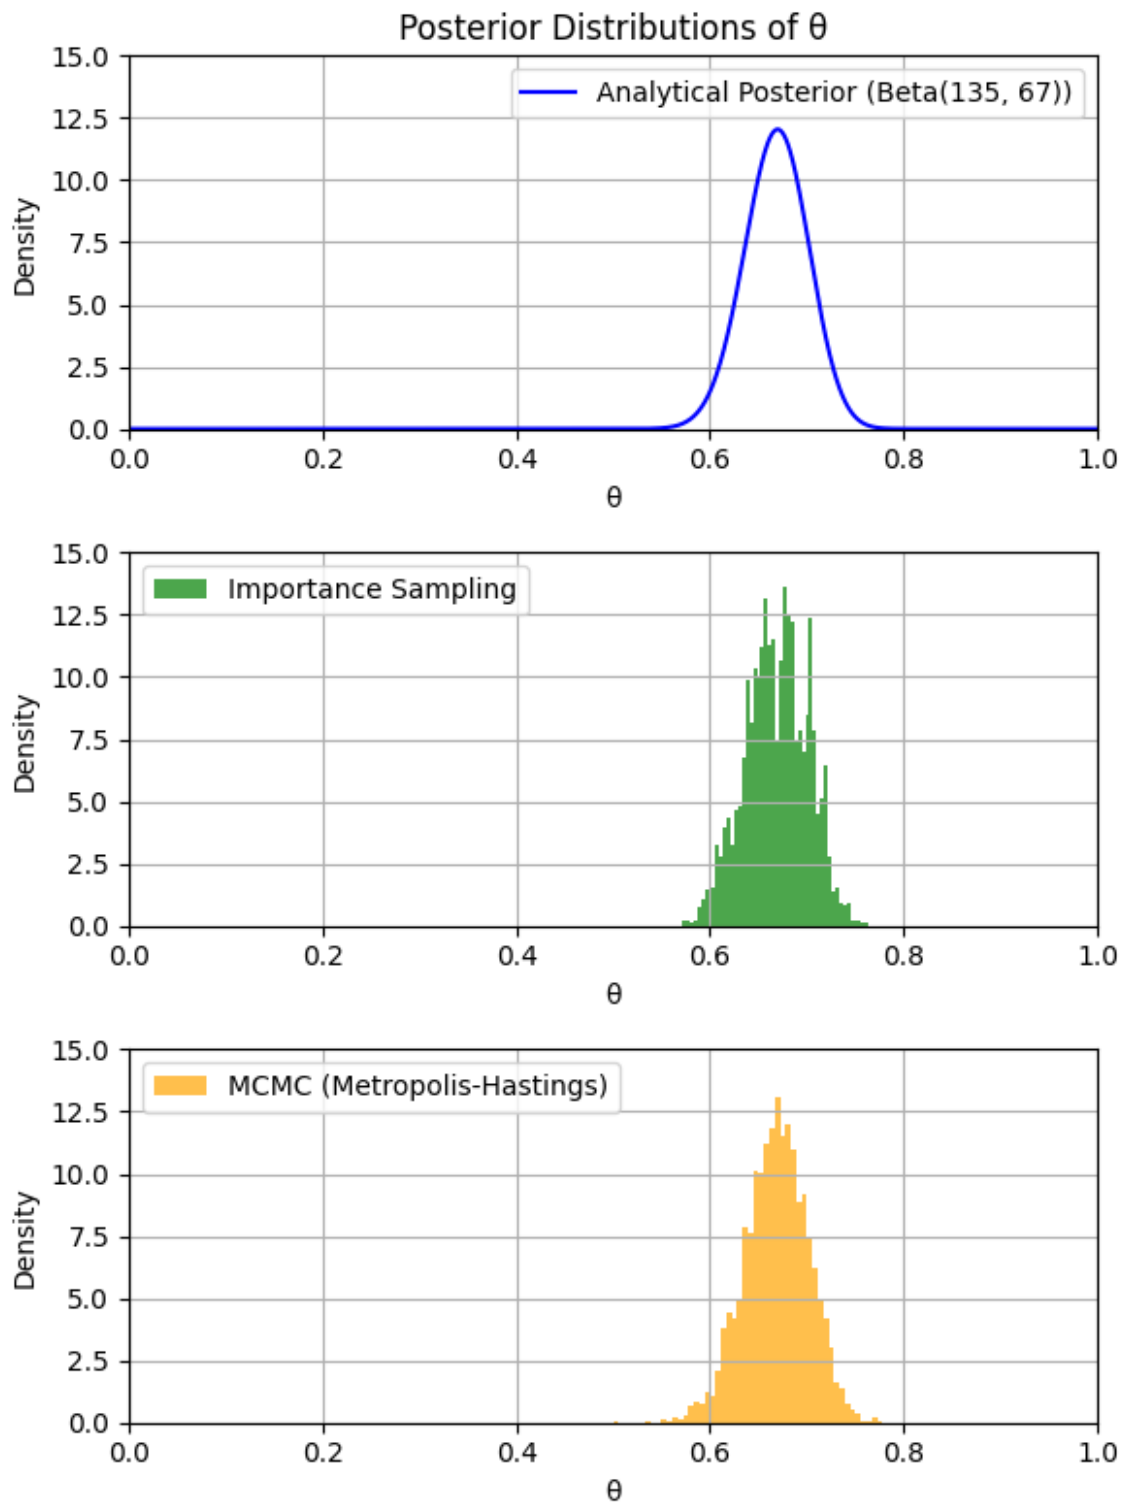 Posterior Distributions of θ
15.0
Analytical Posterior (Beta(135, 67))
12.5
10.0
7.5
5.0
2.5
0.0
Density
0.0 0.2 0.4 0.6 0.8 1.0
θ
15.0
Importance Sampling
12.5
10.0
7.5
5.0
2.5
0.0
Density
0.0 0.2 0.4 0.6 0.8 1.0
θ
15.0
MCMC (Metropolis-Hastings)
12.5
10.0
7.5
5.0
2.5
0.0
Density
0.0 0.2 0.4 0.6 0.8 1.0
θ